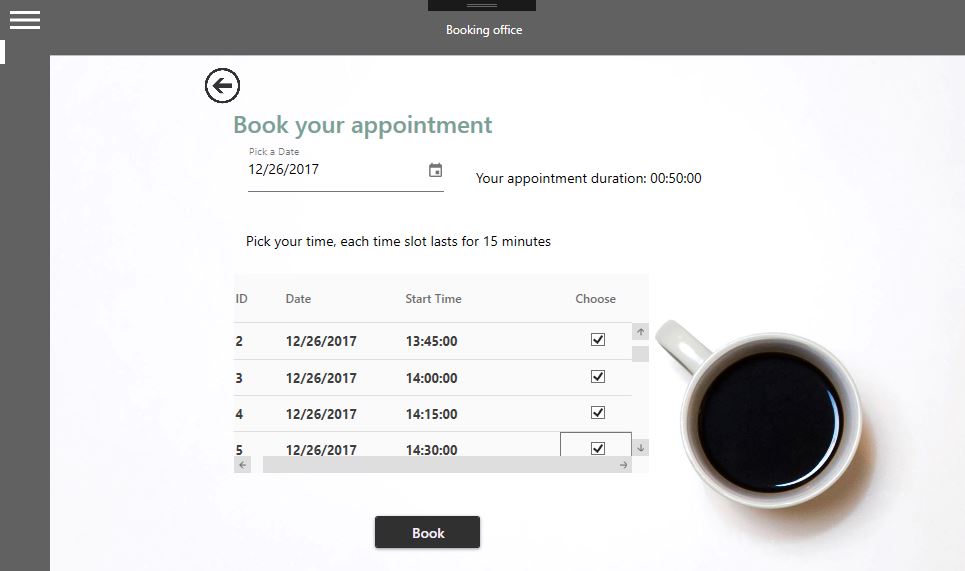 Booking office
Book your appointment
Pick a Date
12/26/2017
Your appointment duration: 00:50:00
Pick your time, each time slot lasts for 15 minutes
ID Date Start Time Choose
2 12/26/2017 13:45:00
3 12/26/2017 14:00:00
4 12/26/2017 14:15:00
5 12/26/2017 14:30:00
Book